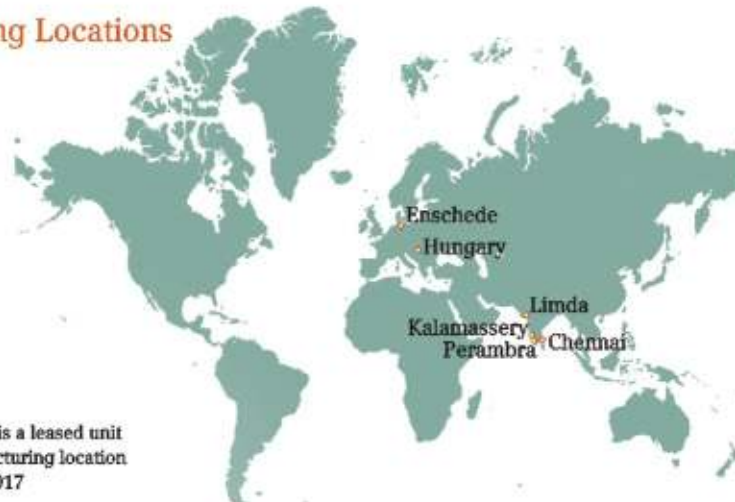 ng Locations
Enschede
Hungary
Limda
Kalamassery
Chennai
Perambra
is a leased unit
cturing location
017